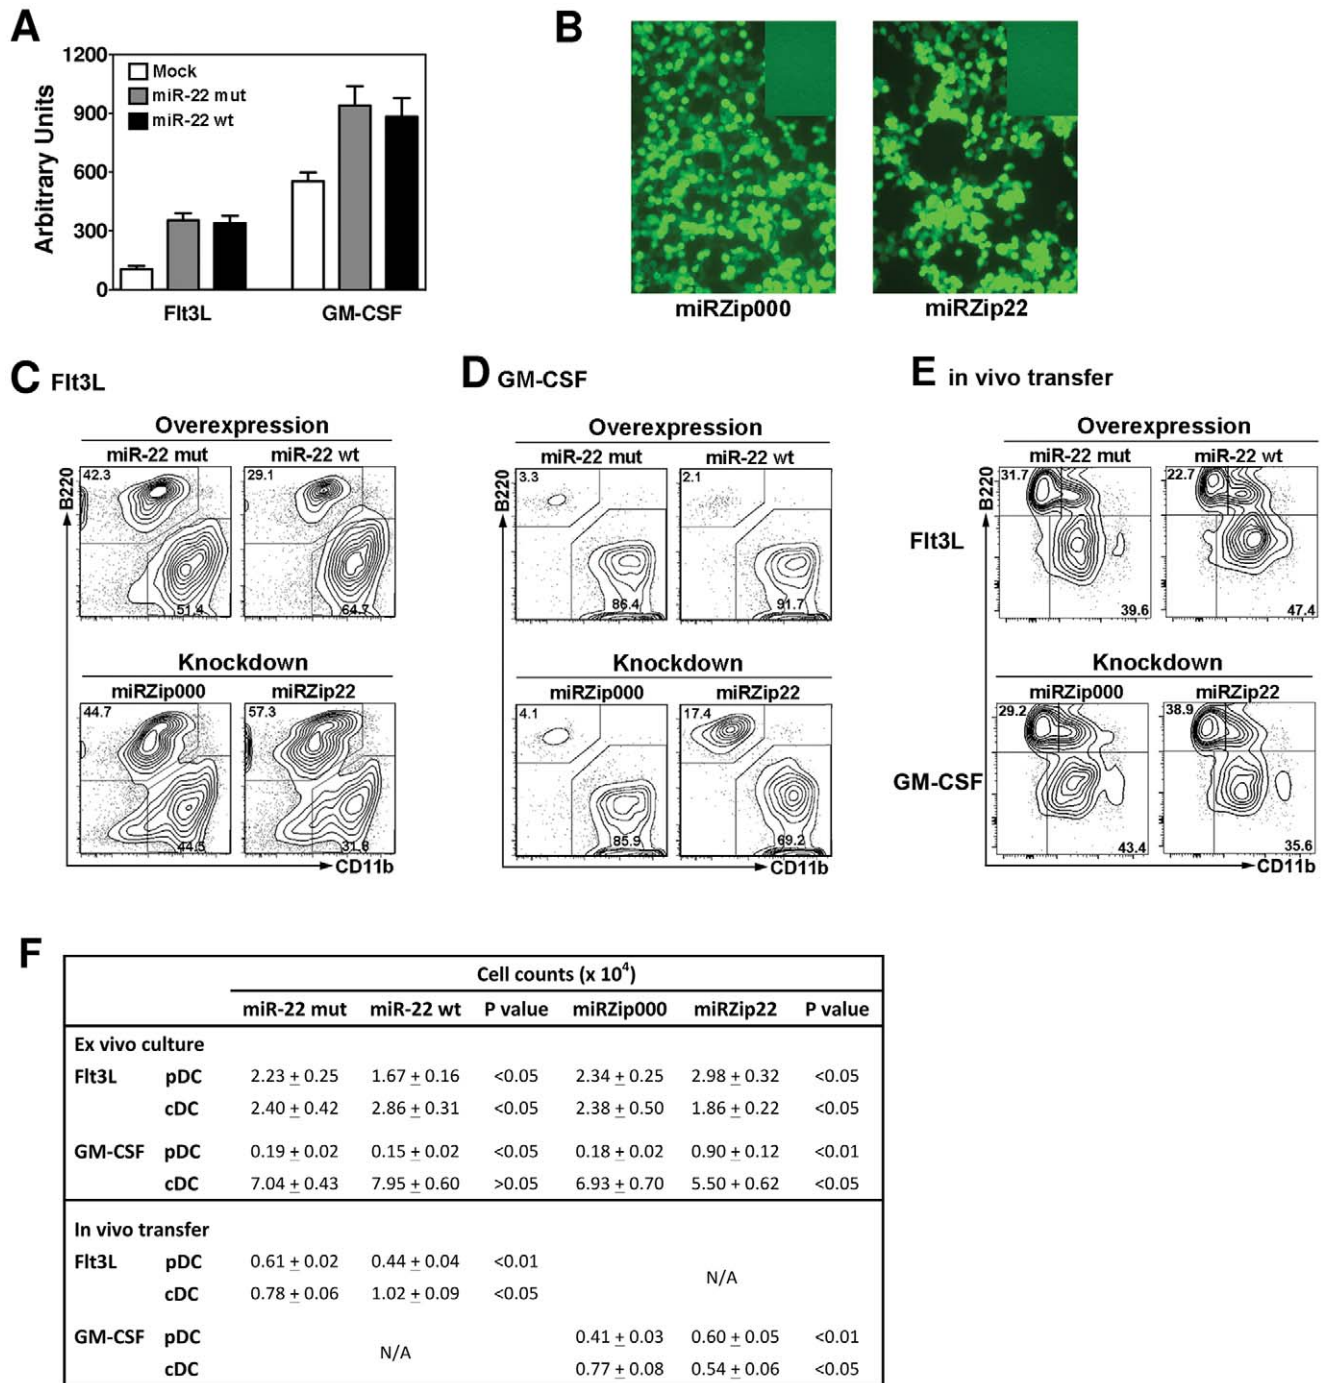 A
1200
900
600
300
0
Arbitrary Units
Mock
miR-22 mut
miR-22 wt
Flt3L GM-CSF
B
miRZip000 miRZip22
C Flt3L
Overexpression
miR-22 mut miR-22 wt
B220
42.3 29.1
51.4 64.7
Knockdown
miRZip000 miRZip22
44.7 57.3
44.5 31.8
CD11b
D GM-CSF
Overexpression
miR-22 mut miR-22 wt
B220
3.3 2.1
86.4 91.7
Knockdown
miRZip000 miRZip22
4.1 17.4
85.9 69.2
CD11b
E in vivo transfer
Overexpression
miR-22 mut miR-22 wt
B220
31.7 22.7
Flt3L
39.6 47.4
Knockdown
miRZip000 miRZip22
29.2 38.9
GM-CSF
43.4 35.6
CD11b
F
Cell counts (x 10⁴)
miR-22 mut miR-22 wt P value miRZip000 miRZip22 P value
Ex vivo culture
Flt3L pDC 2.23 ± 0.25 1.67 ± 0.16 <0.05 2.34 ± 0.25 2.98 ± 0.32 <0.05
cDC 2.40 ± 0.42 2.86 ± 0.31 <0.05 2.38 ± 0.50 1.86 ± 0.22 <0.05
GM-CSF pDC 0.19 ± 0.02 0.15 ± 0.02 <0.05 0.18 ± 0.02 0.90 ± 0.12 <0.01
cDC 7.04 ± 0.43 7.95 ± 0.60 >0.05 6.93 ± 0.70 5.50 + 0.62 <0.05
In vivo transfer
Flt3L pDC 0.61 ± 0.02 0.44 ± 0.04 <0.01
N/A
cDC 0.78 ± 0.06 1.02 ± 0.09 <0.05
GM-CSF pDC 0.41 ± 0.03 0.60 ± 0.05 <0.01
N/A
cDC 0.77 ± 0.08 0.54 ± 0.06 <0.05